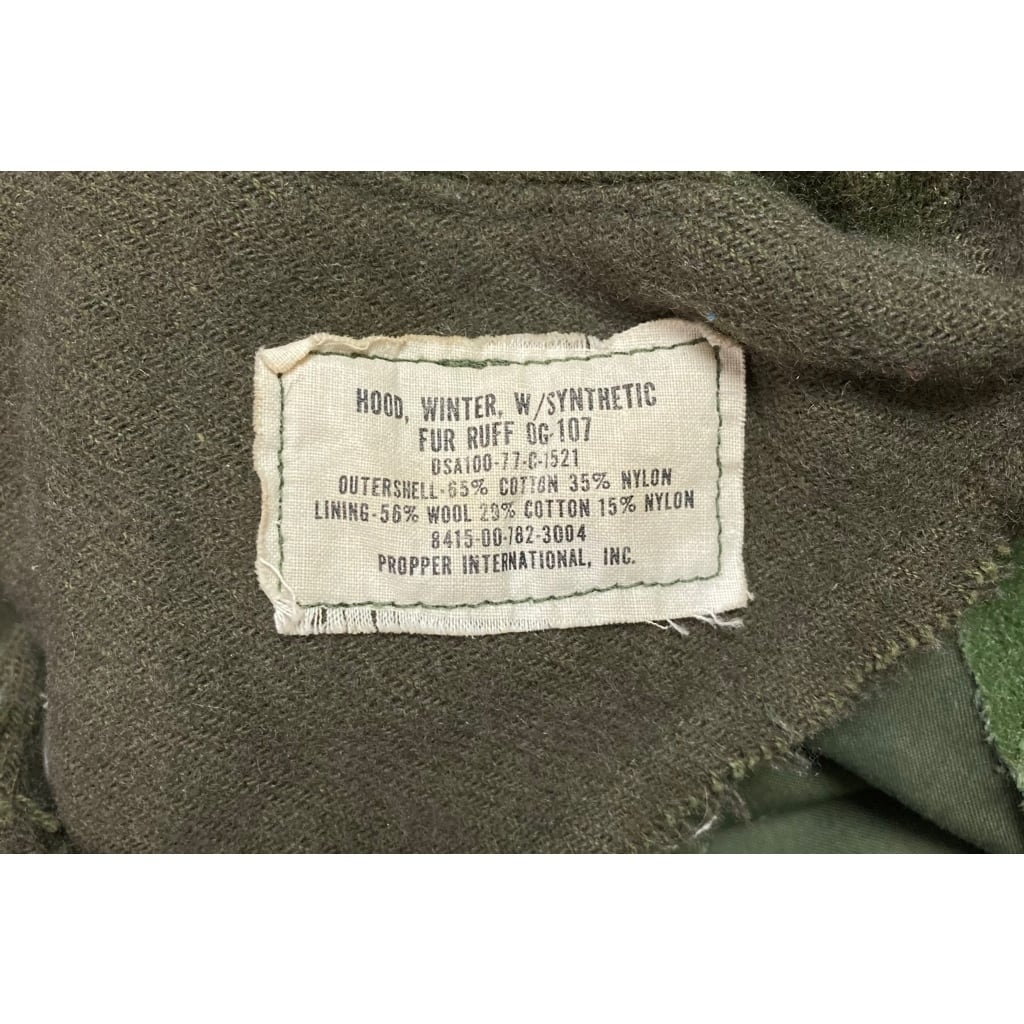 HOOD, WINTER, W/SYNTHETIC
FUR RUFF OG-107
DSA100-77-C-1521
OUTERSHELL-65% COTTON 35% NYLON
LINING-56% WOOL 29% COTTON 15% NYLON
8415-00-782-3004
PROPPER INTERNATIONAL, INC.